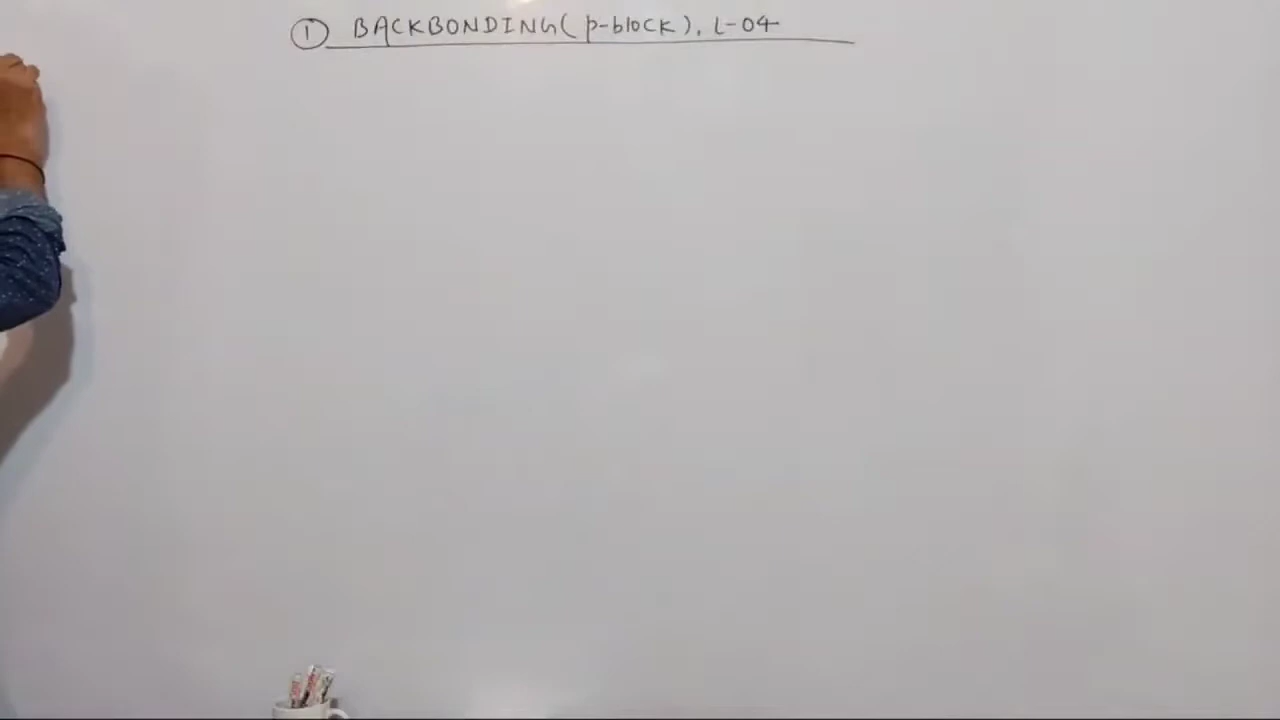 ① BACKBONDING (p-block), L-04